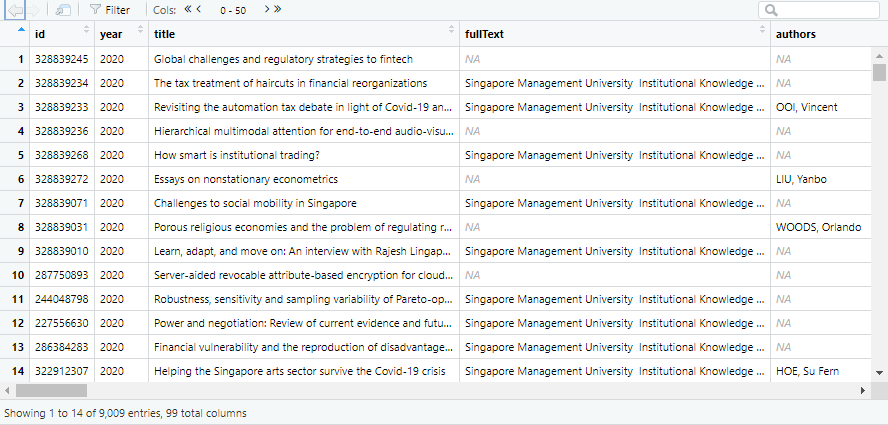 Filter Cols: « < 0 - 50 > »
id year title fullText authors
1 328839245 2020 Global challenges and regulatory strategies to fintech NA NA
2 328839234 2020 The tax treatment of haircuts in financial reorganizations Singapore Management University Institutional Knowledge ... NA
3 328839233 2020 Revisiting the automation tax debate in light of Covid-19 an... Singapore Management University Institutional Knowledge ... OOI, Vincent
4 328839236 2020 Hierarchical multimodal attention for end-to-end audio-visu... NA NA
5 328839268 2020 How smart is institutional trading? Singapore Management University Institutional Knowledge ... NA
6 328839272 2020 Essays on nonstationary econometrics NA LIU, Yanbo
7 328839071 2020 Challenges to social mobility in Singapore Singapore Management University Institutional Knowledge ... NA
8 328839031 2020 Porous religious economies and the problem of regulating r... NA WOODS, Orlando
9 328839010 2020 Learn, adapt, and move on: An interview with Rajesh Lingap... Singapore Management University Institutional Knowledge ... NA
10 287750893 2020 Server-aided revocable attribute-based encryption for cloud... NA NA
11 244048798 2020 Robustness, sensitivity and sampling variability of Pareto-op... Singapore Management University Institutional Knowledge ... NA
12 227556630 2020 Power and negotiation: Review of current evidence and futu... Singapore Management University Institutional Knowledge ... NA
13 286384283 2020 Financial vulnerability and the reproduction of disadvantage... Singapore Management University Institutional Knowledge ... NA
14 322912307 2020 Helping the Singapore arts sector survive the Covid-19 crisis Singapore Management University Institutional Knowledge ... HOE, Su Fern
Showing 1 to 14 of 9,009 entries, 99 total columns